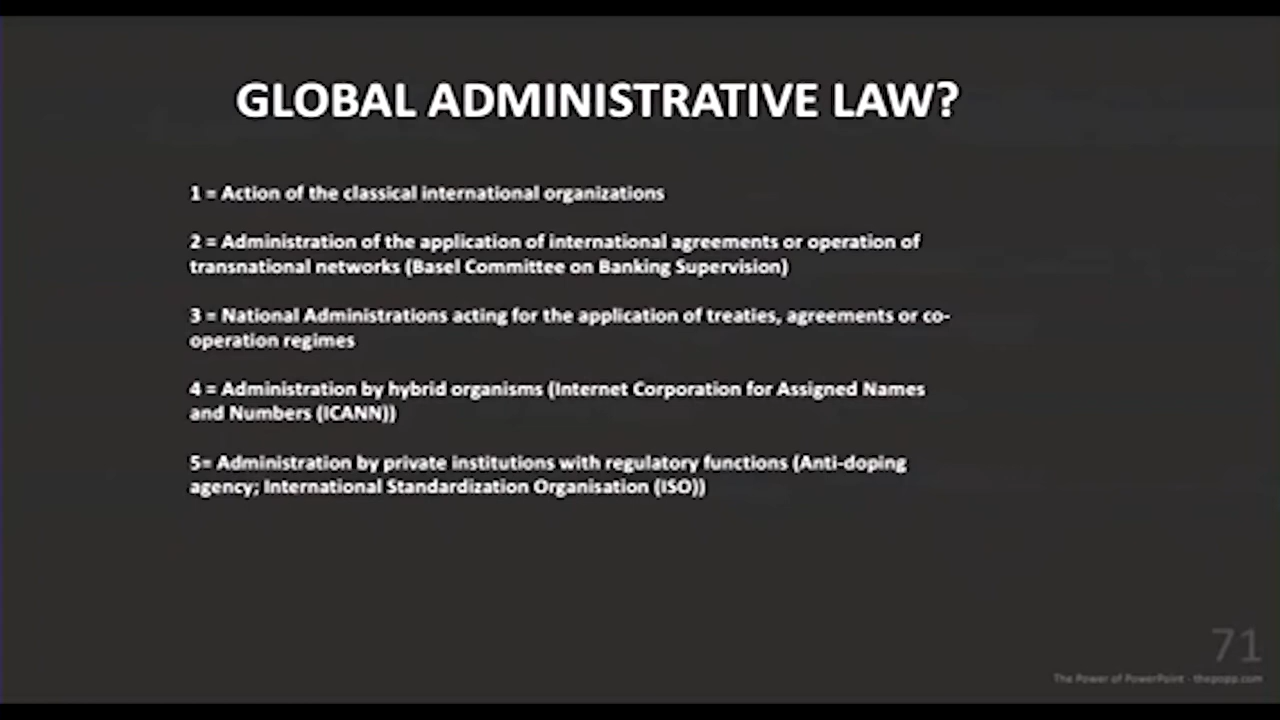 GLOBAL ADMINISTRATIVE LAW?
1 = Action of the classical international organizations
2 = Administration of the application of international agreements or operation of
transnational networks (Basel Committee on Banking Supervision)
3 = National Administrations acting for the application of treaties, agreements or co-
operation regimes
4 = Administration by hybrid organisms (Internet Corporation for Assigned Names
and Numbers (ICANN))
5= Administration by private institutions with regulatory functions (Anti-doping
agency; International Standardization Organisation (ISO))
71
The Power of PowerPoint - thepopp.com